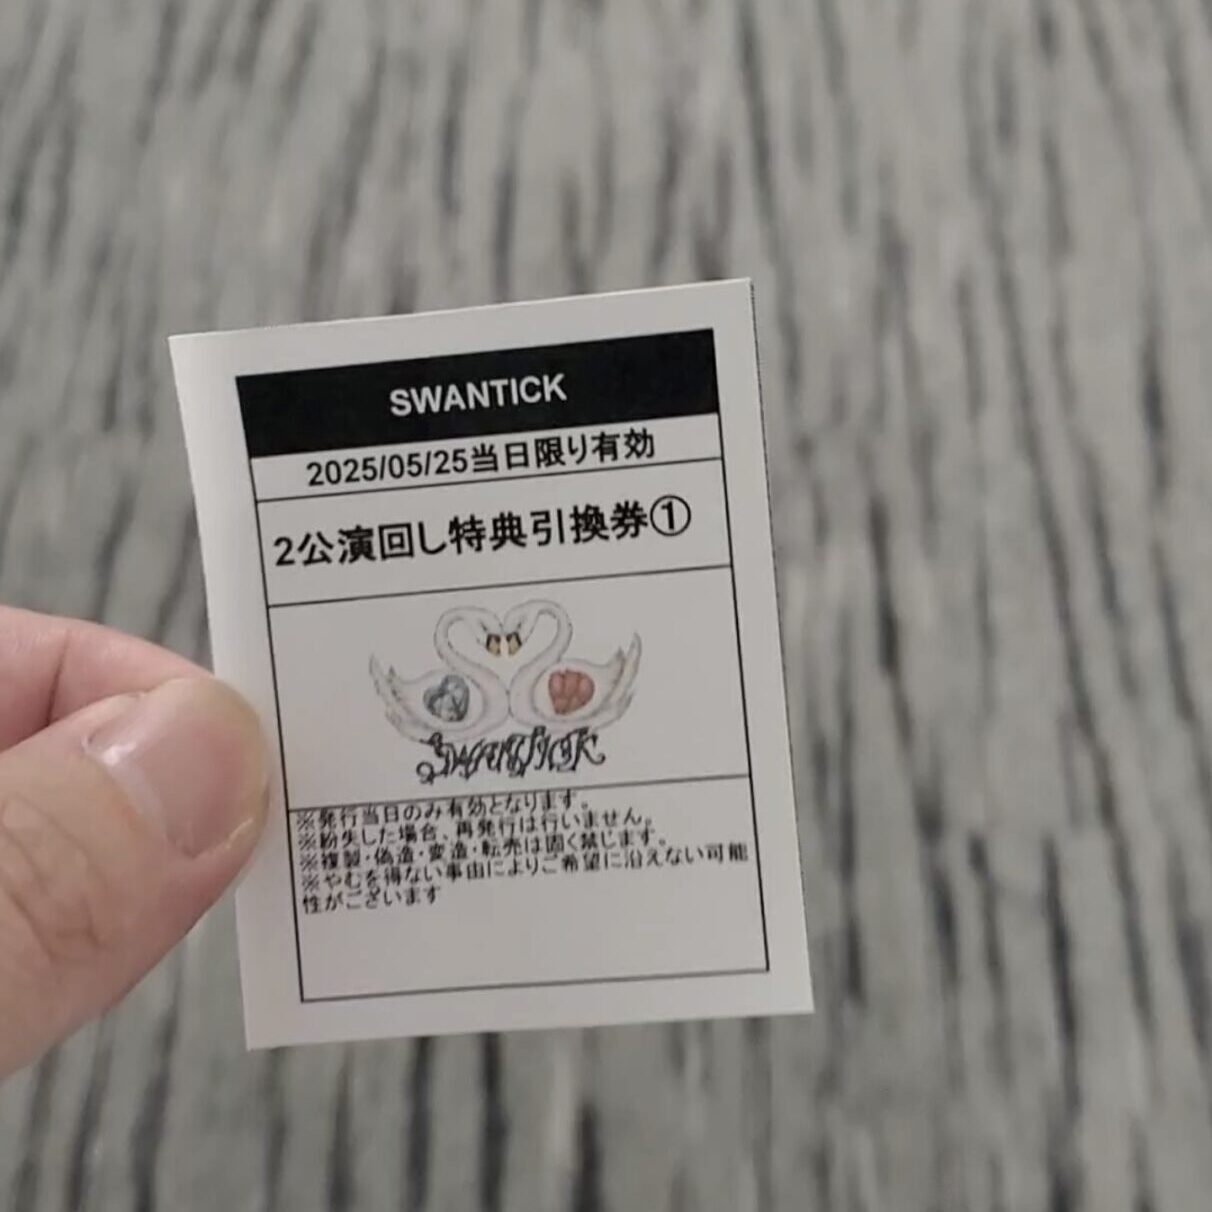 SWANTICK
2025/05/25当日限り有効
2公演回し特典引換券①
SWANTICK
※発行当日のみ有効となります。
※紛失した場合、再発行は行いません。
※複製・偽造・変造・転売は固く禁じます。
※やむを得ない事由によりご希望に沿えない可能
性がございます